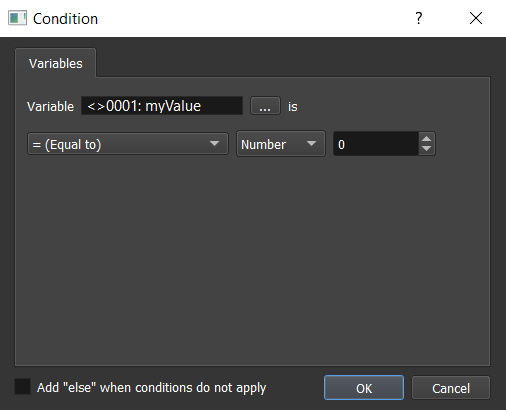 Condition
?
Variables
Variable <>0001: myValue ... is
= (Equal to) Number 0
Add "else" when conditions do not apply OK Cancel